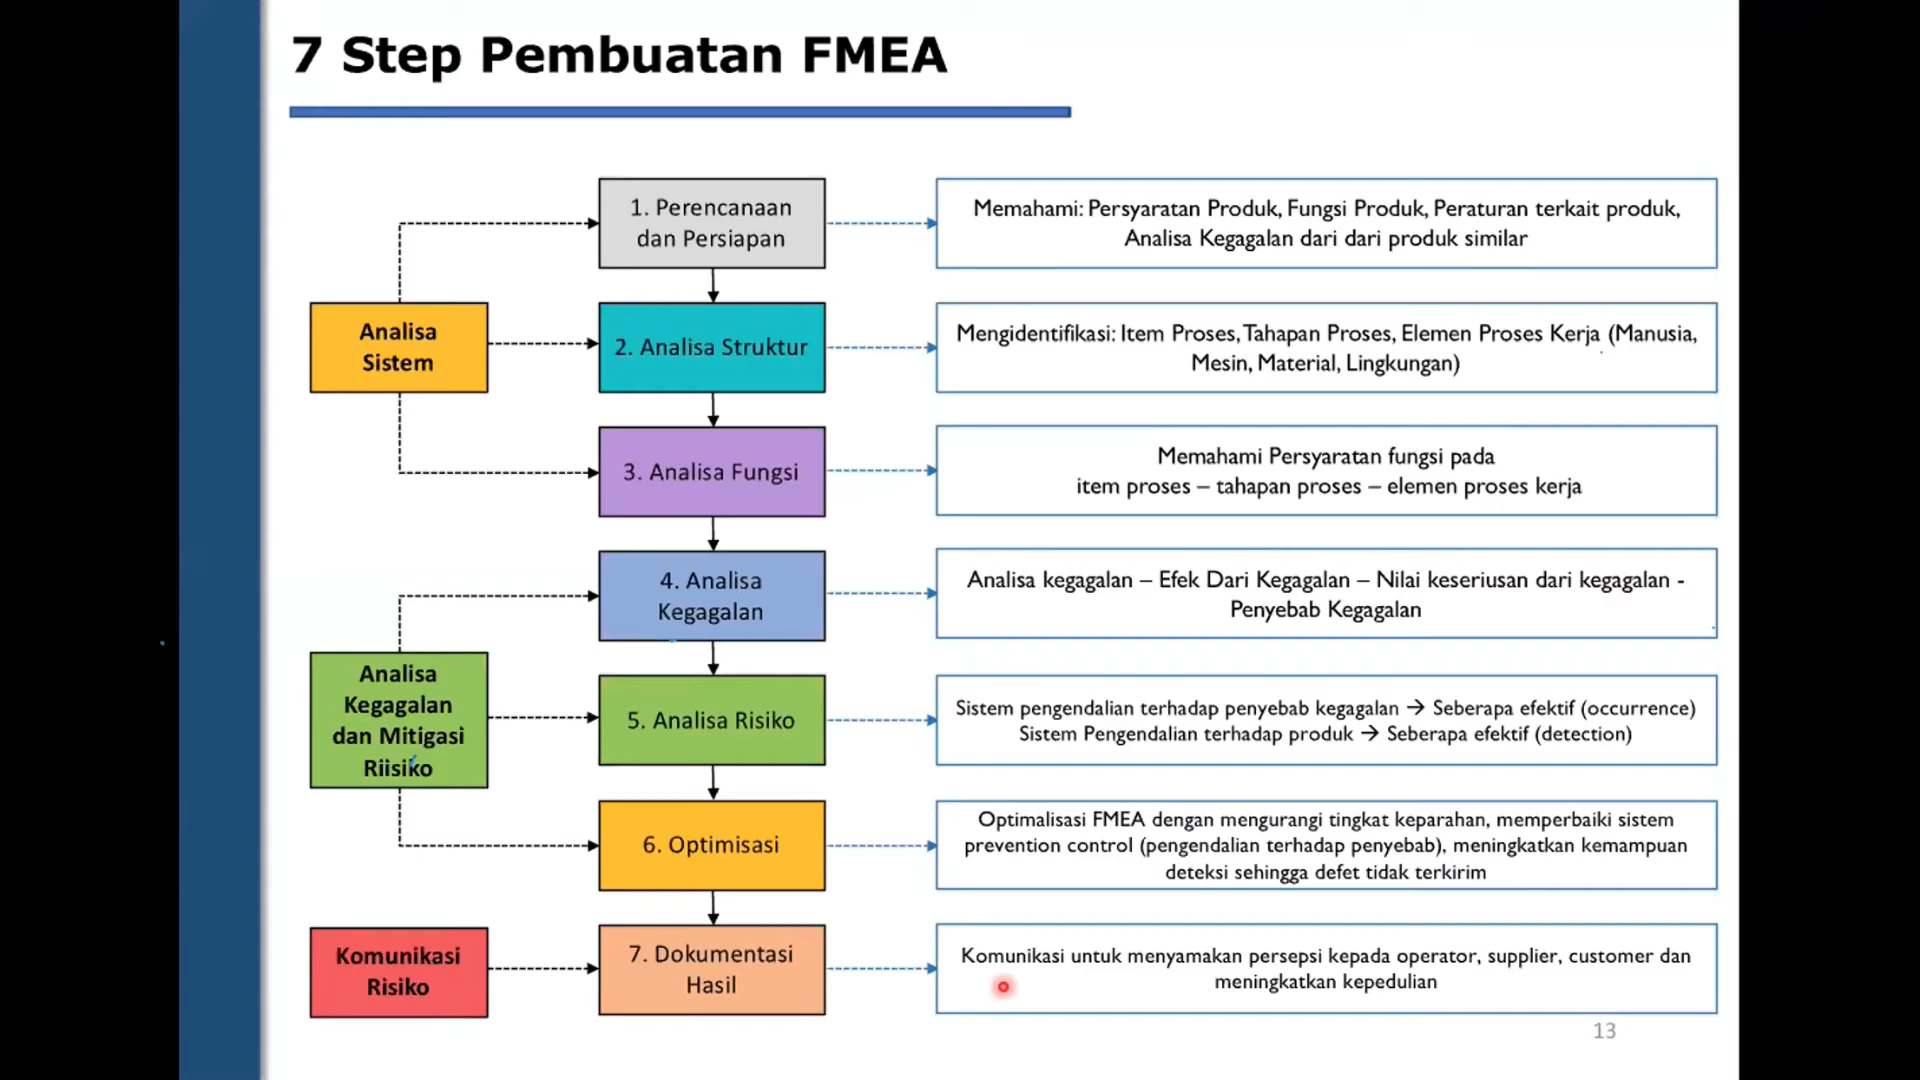 7 Step Pembuatan FMEA
1. Perencanaan
dan Persiapan
Memahami: Persyaratan Produk, Fungsi Produk, Peraturan terkait produk,
Analisa Kegagalan dari dari produk similar
Analisa
Sistem
2. Analisa Struktur
Mengidentifikasi: Item Proses, Tahapan Proses, Elemen Proses Kerja (Manusia,
Mesin, Material, Lingkungan)
3. Analisa Fungsi
Memahami Persyaratan fungsi pada
item proses – tahapan proses – elemen proses kerja
4. Analisa
Kegagalan
Analisa kegagalan – Efek Dari Kegagalan – Nilai keseriusan dari kegagalan -
Penyebab Kegagalan
Analisa
Kegagalan
dan Mitigasi
Riisiko
5. Analisa Risiko
Sistem pengendalian terhadap penyebab kegagalan → Seberapa efektif (occurrence)
Sistem Pengendalian terhadap produk → Seberapa efektif (detection)
6. Optimisasi
Optimalisasi FMEA dengan mengurangi tingkat keparahan, memperbaiki sistem
prevention control (pengendalian terhadap penyebab), meningkatkan kemampuan
deteksi sehingga defet tidak terkirim
Komunikasi
Risiko
7. Dokumentasi
Hasil
Komunikasi untuk menyamakan persepsi kepada operator, supplier, customer dan
meningkatkan kepedulian
13